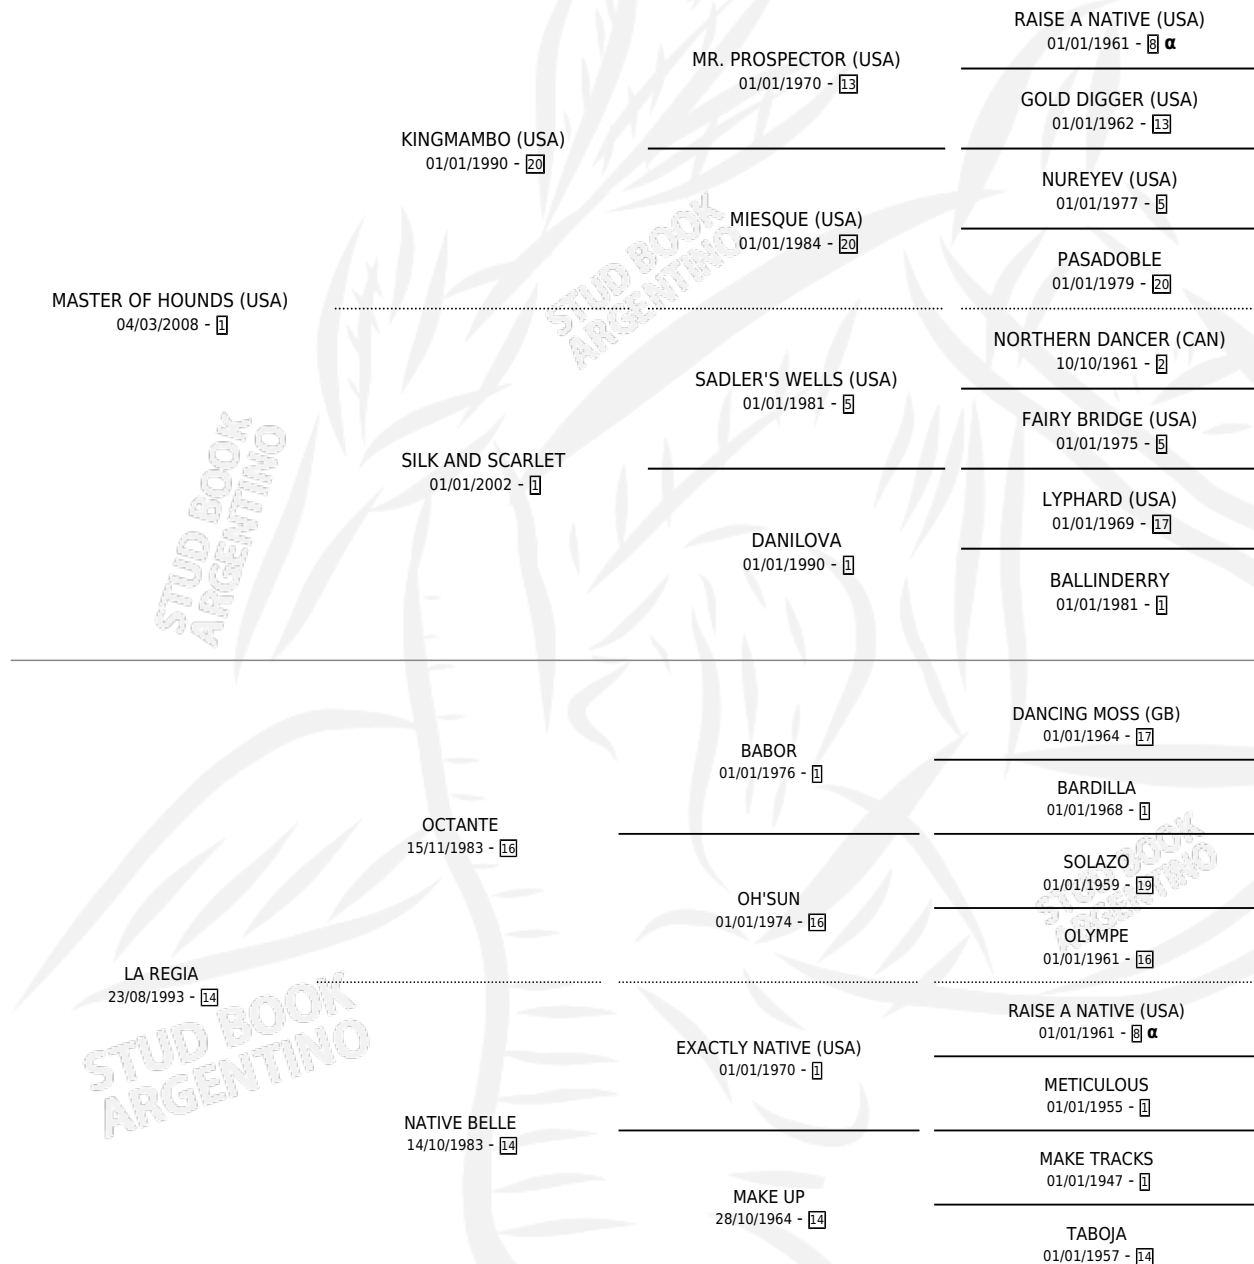 RAISE A NATIVE (USA)
01/01/1961 - 8 α
MR. PROSPECTOR (USA)
01/01/1970 - 13
GOLD DIGGER (USA)
01/01/1962 - 13
KINGMAMBO (USA)
01/01/1990 - 20
NUREYEV (USA)
01/01/1977 - 5
MIESQUE (USA)
01/01/1984 - 20
PASADOBLE
01/01/1979 - 20
MASTER OF HOUNDS (USA)
04/03/2008 - 1
STUD BOOK
ARGENTINO
NORTHERN DANCER (CAN)
10/10/1961 - 2
SADLER'S WELLS (USA)
01/01/1981 - 5
FAIRY BRIDGE (USA)
01/01/1975 - 5
SILK AND SCARLET
01/01/2002 - 1
LYPHARD (USA)
01/01/1969 - 17
DANILOVA
01/01/1990 - 1
BALLINDERRY
01/01/1981 - 1
STUD BOOK
ARGENTINO
DANCING MOSS (GB)
01/01/1964 - 17
BABOR
01/01/1976 - 1
BARDILLA
01/01/1968 - 1
OCTANTE
15/11/1983 - 16
SOLAZO
01/01/1959 - 19
OH'SUN
01/01/1974 - 16
STUD BOOK
ARGENTINO
OLYMPE
01/01/1961 - 16
LA REGIA
23/08/1993 - 14
STUD BOOK
ARGENTINO
RAISE A NATIVE (USA)
01/01/1961 - 8 α
EXACTLY NATIVE (USA)
01/01/1970 - 1
METICULOUS
01/01/1955 - 1
NATIVE BELLE
14/10/1983 - 14
MAKE TRACKS
01/01/1947 - 1
MAKE UP
28/10/1964 - 14
TABOJA
01/01/1957 - 14